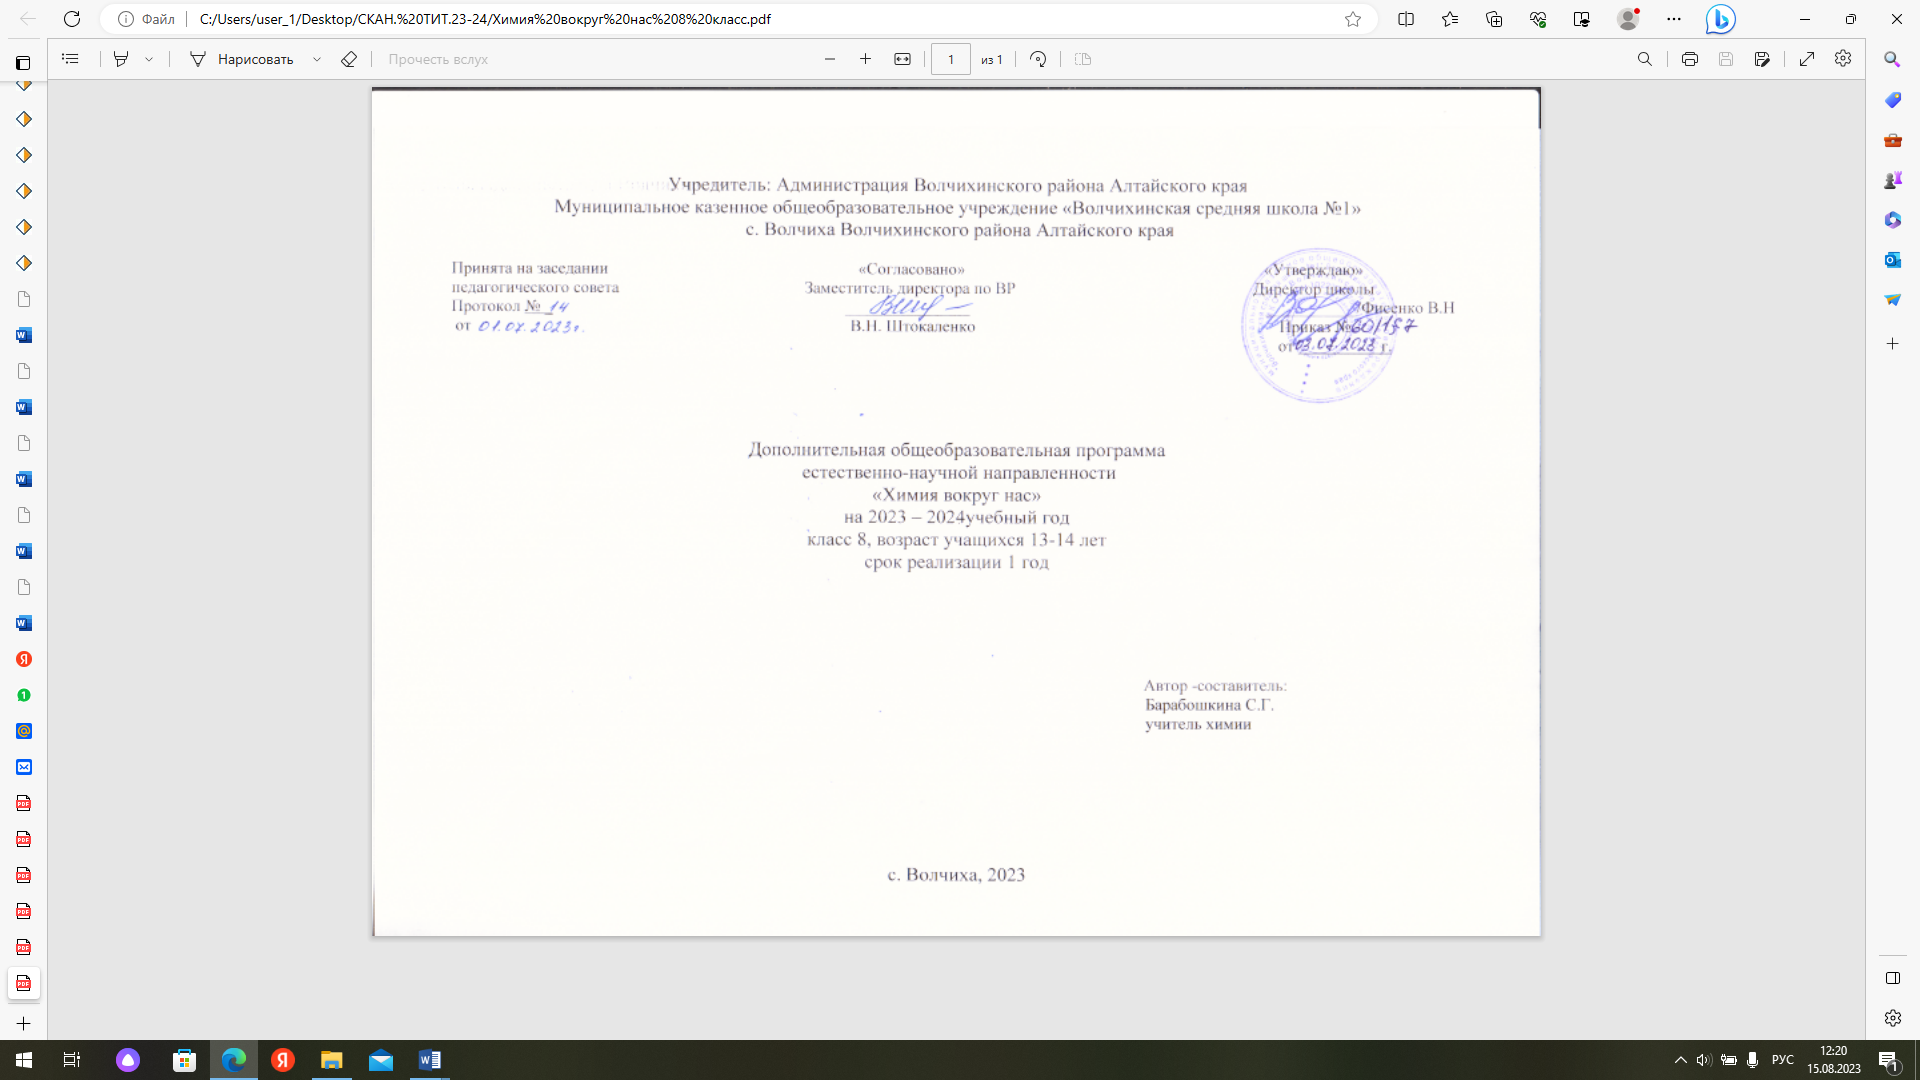 Файл
C:/Users/user_1/Desktop/СКАН.%20ТИТ.23-24/Химия%20вокруг%20нас%208%20класс.pdf
Нарисовать
Прочесть вслух
1
из 1
Учредитель: Администрация Волчихинского района Алтайского края
Муниципальное казенное общеобразовательное учреждение «Волчихинская средняя школа №1»
с. Волчиха Волчихинского района Алтайского края
Принята на заседании
педагогического совета
Протокол № 14
от 01.07.2023г.
«Согласовано»
Заместитель директора по ВР
В.Н. Штокаленко
«Утверждаю»
Директор школы
Фисенко В.Н
Приказ №
от 03.07.2023 г.
Дополнительная общеобразовательная программа
естественно-научной направленности
«Химия вокруг нас»
на 2023 – 2024учебный год
класс 8, возраст учащихся 13-14 лет
срок реализации 1 год
Автор -составитель:
Барабошкина С.Г.
учитель химии
с. Волчиха, 2023
РУС
12:20
15.08.2023
1